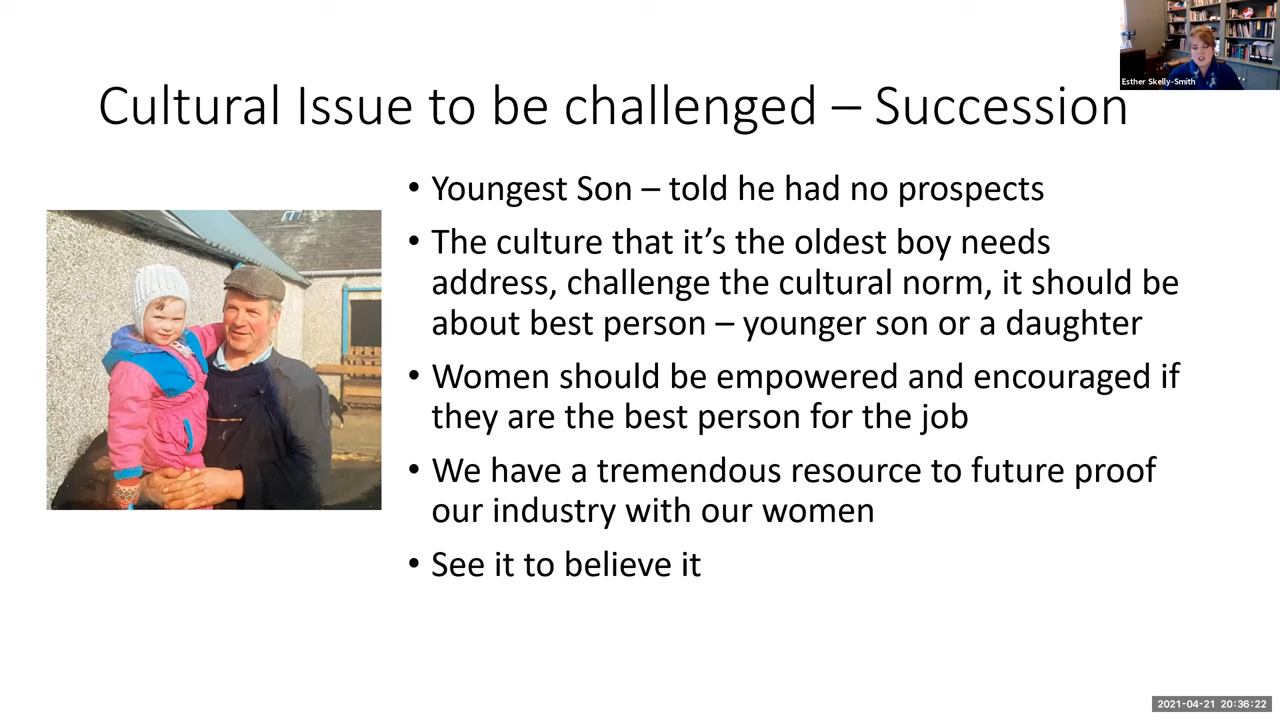 Esther Skelly-Smith
Cultural Issue to be challenged – Succession
• Youngest Son – told he had no prospects
• The culture that it’s the oldest boy needs
address, challenge the cultural norm, it should be
about best person – younger son or a daughter
• Women should be empowered and encouraged if
they are the best person for the job
• We have a tremendous resource to future proof
our industry with our women
• See it to believe it
2021-04-21 20:36:22